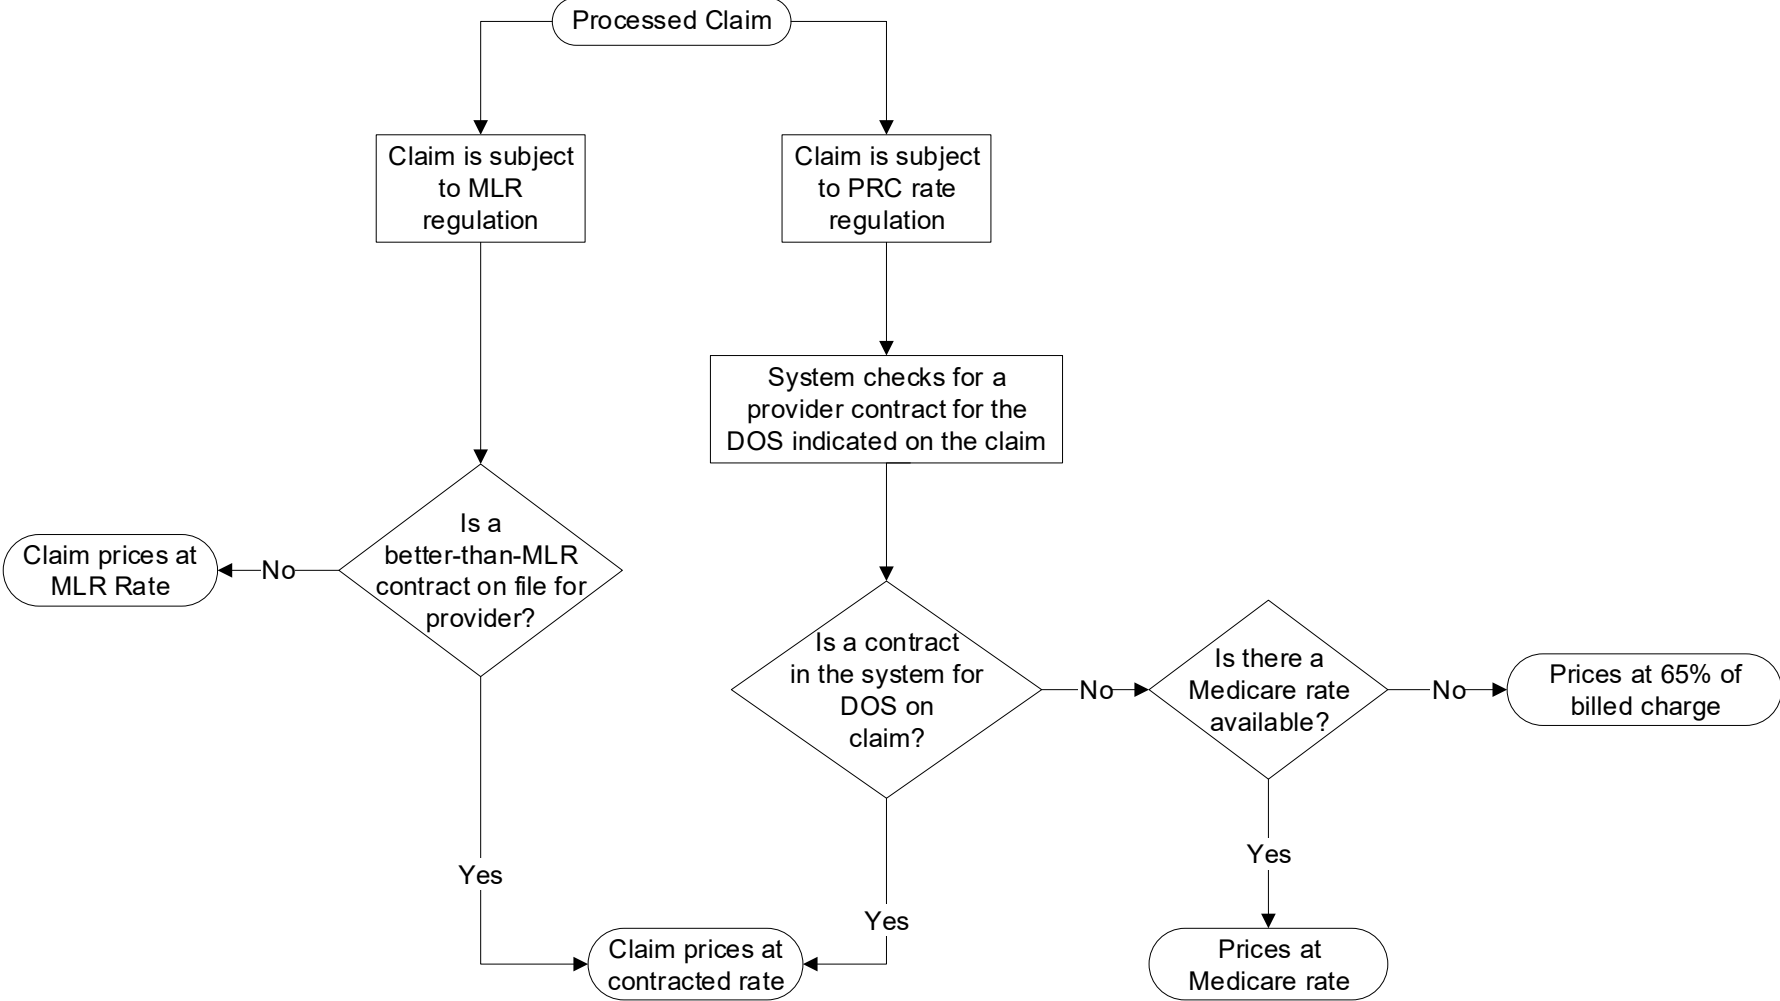 Processed Claim
Claim is subject
to MLR
regulation
Claim is subject
to PRC rate
regulation
System checks for a
provider contract for the
DOS indicated on the claim
Is a
better-than-MLR
contract on file for
provider?
No
Claim prices at
MLR Rate
Is a contract
in the system for
DOS on
claim?
No
Is there a
Medicare rate
available?
No
Prices at 65% of
billed charge
Yes
Yes
Yes
Claim prices at
contracted rate
Prices at
Medicare rate